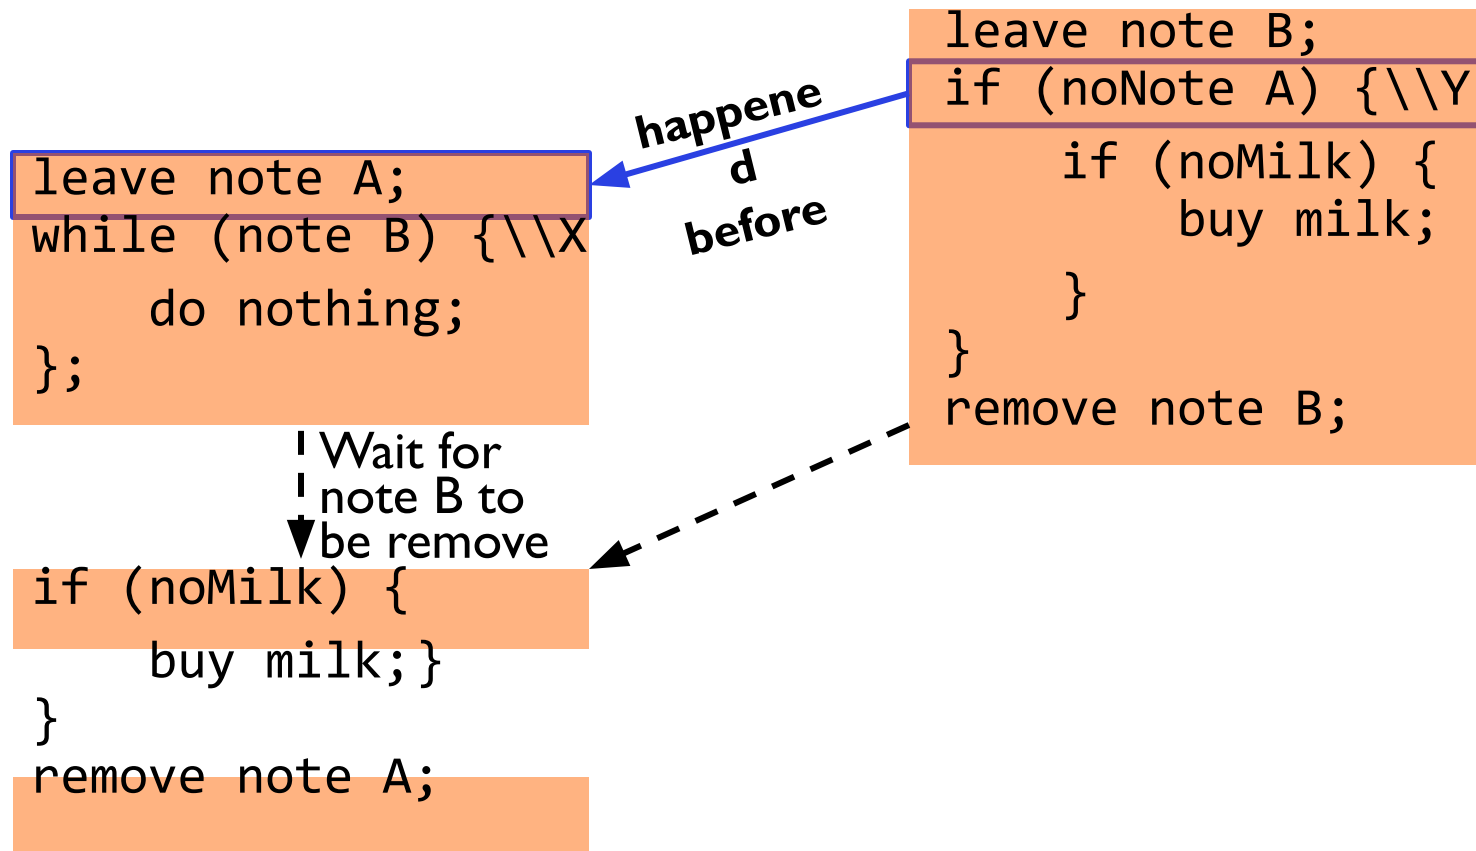 leave note A;
while (note B) {\\X
do nothing;
};
Wait for
note B to
be remove
if (noMilk) {
buy milk;}
}
remove note A;
happene
d
before
leave note B;
if (noNote A) {\\Y
if (noMilk) {
buy milk;
}
}
remove note B;